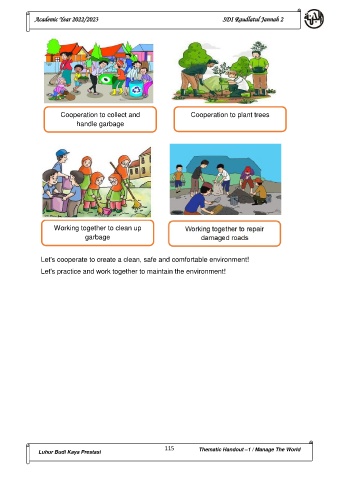 Academic Year 2022/2023 SDI Raudlatul Jannah 2
Cooperation to collect and
handle garbage
Cooperation to plant trees
Working together to clean up
garbage
Working together to repair
damaged roads
Let's cooperate to create a clean, safe and comfortable environment!
Let's practice and work together to maintain the environment!
Luhur Budi Kaya Prestasi 115 Thematic Handout –1 / Manage The World